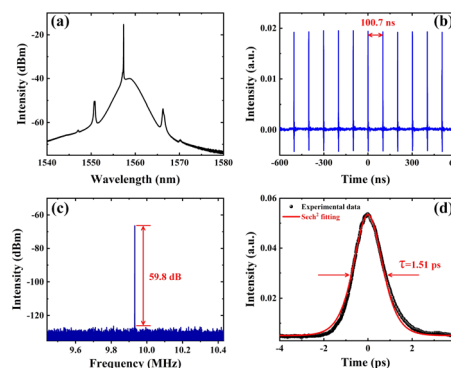 (a)
-20
-40
-60
Intensity (dBm)
1540
1550
1560
1570
1580
Wavelength (nm)
(b)
100.7 ns
0.02
0.01
0.00
Intensity (a.u.)
-600
-300
0
300
600
Time (ns)
(c)
-60
-80
-100
-120
Intensity (dBm)
59.8 dB
9.6
9.8
10.0
10.2
10.4
Frequency (MHz)
(d)
Experimental data
Sech² fitting
0.06
0.04
0.02
Intensity (a.u.)
τ=1.51 ps
-4
-2
0
2
Time (ps)